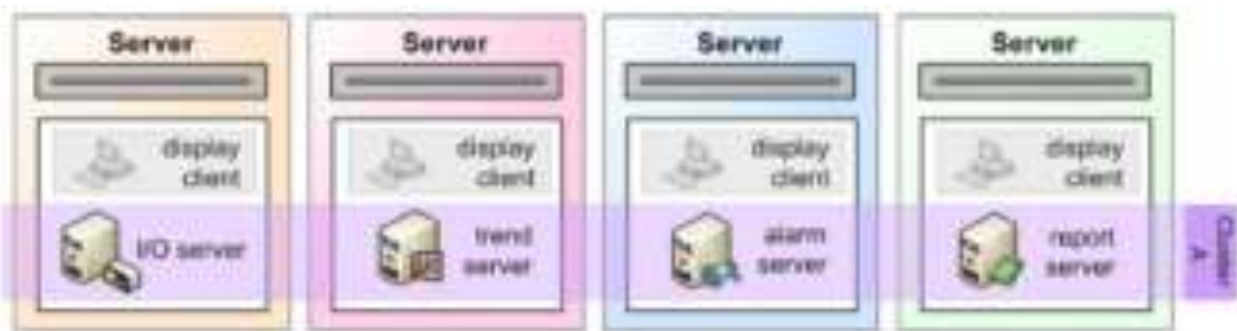 Server
Server
Server
Server
display
client
display
client
display
client
display
client
I/O server
trend
server
alarm
server
report
server
Cluster
A